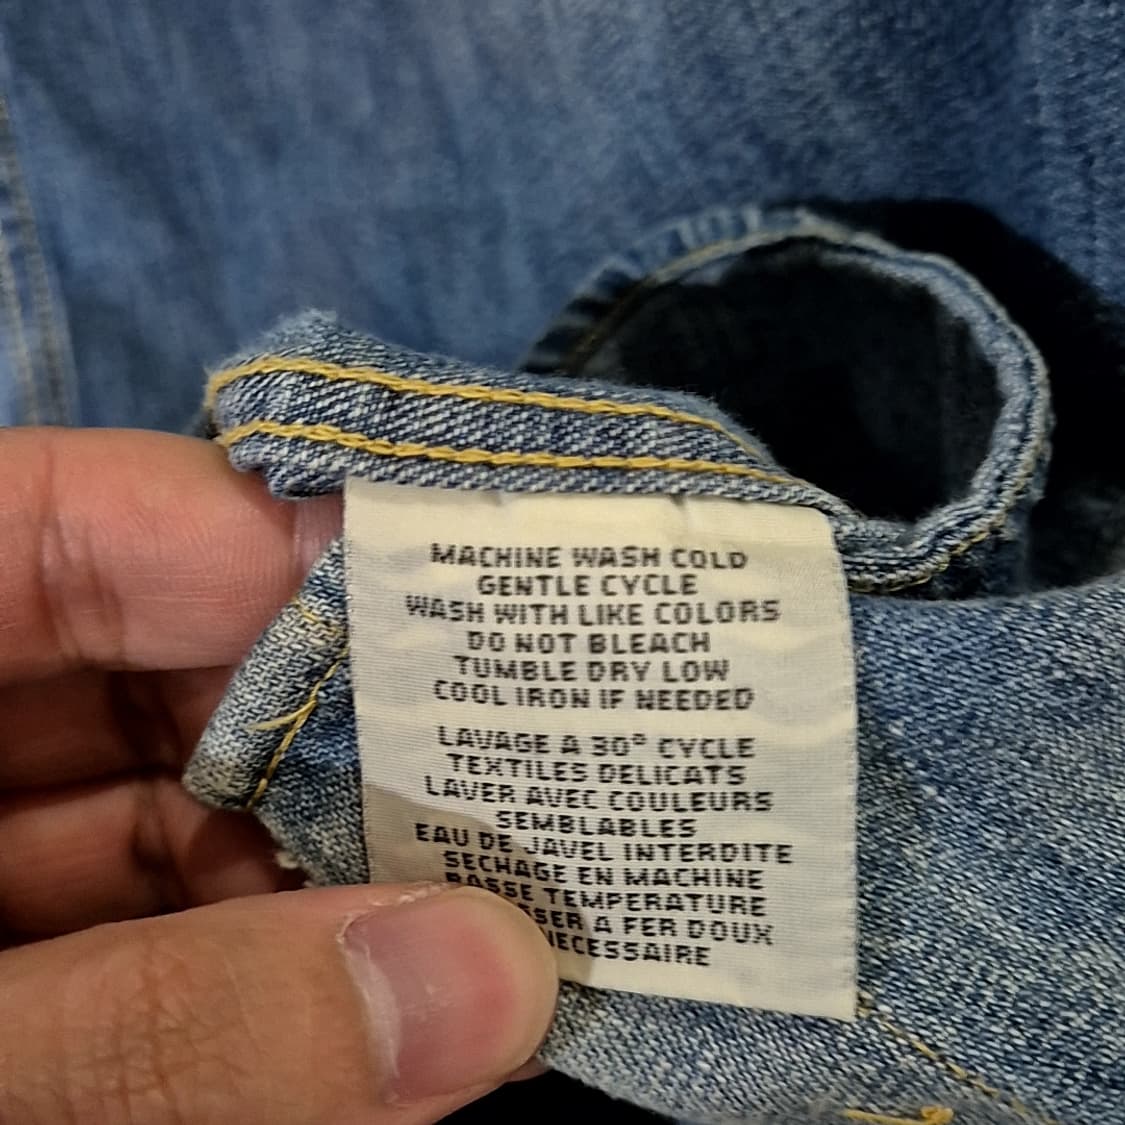 MACHINE WASH COLD
GENTLE CYCLE
WASH WITH LIKE COLORS
DO NOT BLEACH
TUMBLE DRY LOW
COOL IRON IF NEEDED
LAVAGE A 30° CYCLE
TEXTILES DELICATS
LAVER AVEC COULEURS
SEMBLABLES
EAU DE JAVEL INTERDITE
SECHAGE EN MACHINE
BASSE TEMPERATURE
A FER DOUX
NECESSAIRE